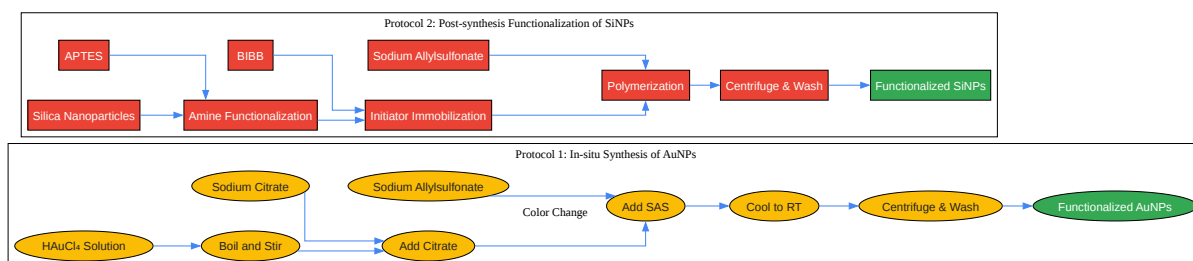 Protocol 2: Post-synthesis Functionalization of SiNPs
APTES
BIBB
Sodium Allylsulfonate
Polymerization
Centrifuge & Wash
Functionalized SiNPs
Silica Nanoparticles
Amine Functionalization
Initiator Immobilization
Protocol 1: In-situ Synthesis of AuNPs
Sodium Citrate
Sodium Allylsulfonate
Color Change
Add SAS
Cool to RT
Centrifuge & Wash
Functionalized AuNPs
HAuCl₄ Solution
Boil and Stir
Add Citrate